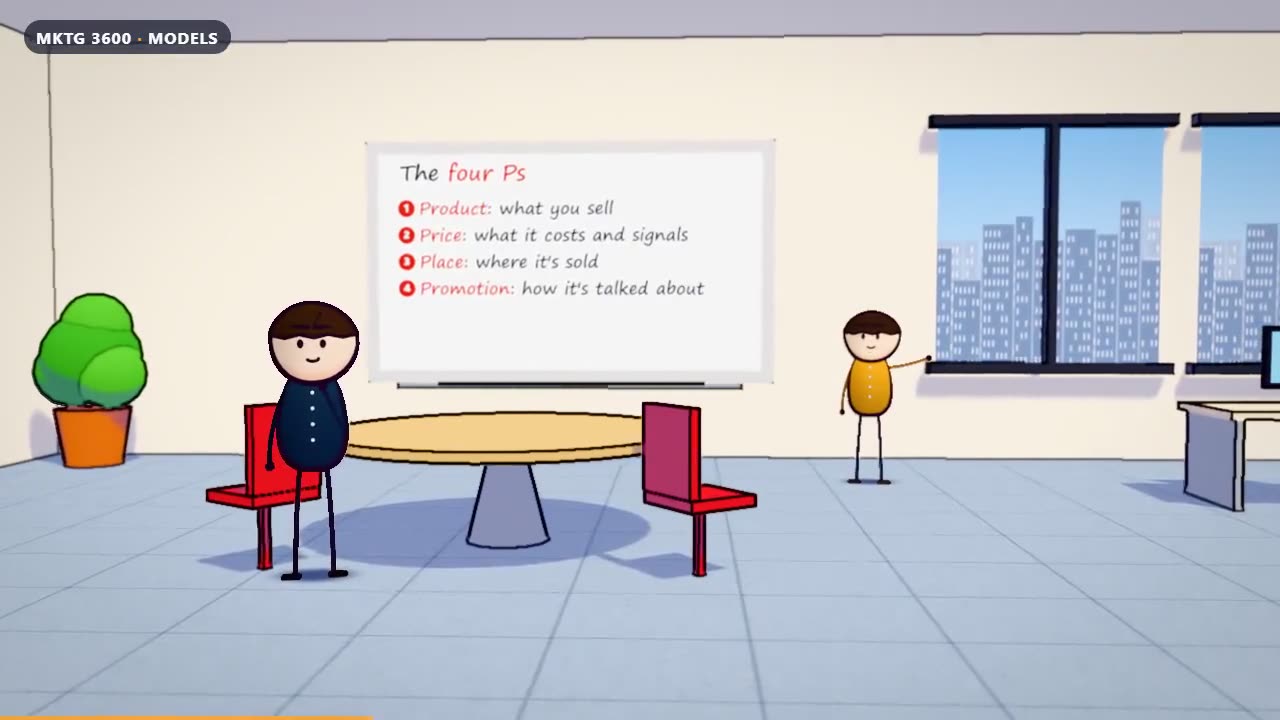 MKTG 3600 · MODELS
The four Ps
1 Product: what you sell
2 Price: what it costs and signals
3 Place: where it's sold
4 Promotion: how it's talked about